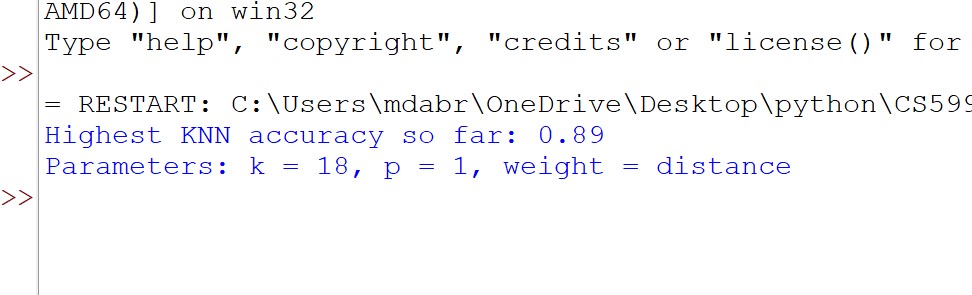 AMD64)] on win32
Type "help", "copyright", "credits" or "license()" for
>>
= RESTART: C:\Users\mdabr\OneDrive\Desktop\python\CS599
Highest KNN accuracy so far: 0.89
Parameters: k = 18, p = 1, weight = distance
>>